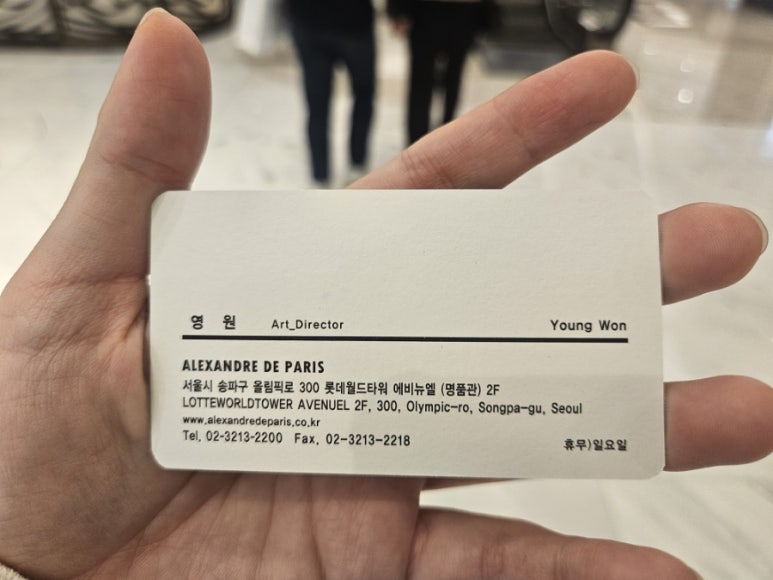 영 원 Art_Director Young Won
ALEXANDRE DE PARIS
서울시 송파구 올림픽로 300 롯데월드타워 에비뉴엘 (명품관) 2F
LOTTEWORLDTOWER AVENUEL 2F, 300, Olympic-ro, Songpa-gu, Seoul
www.alexandredeparis.co.kr
Tel. 02-3213-2200 Fax. 02-3213-2218 휴무)일요일